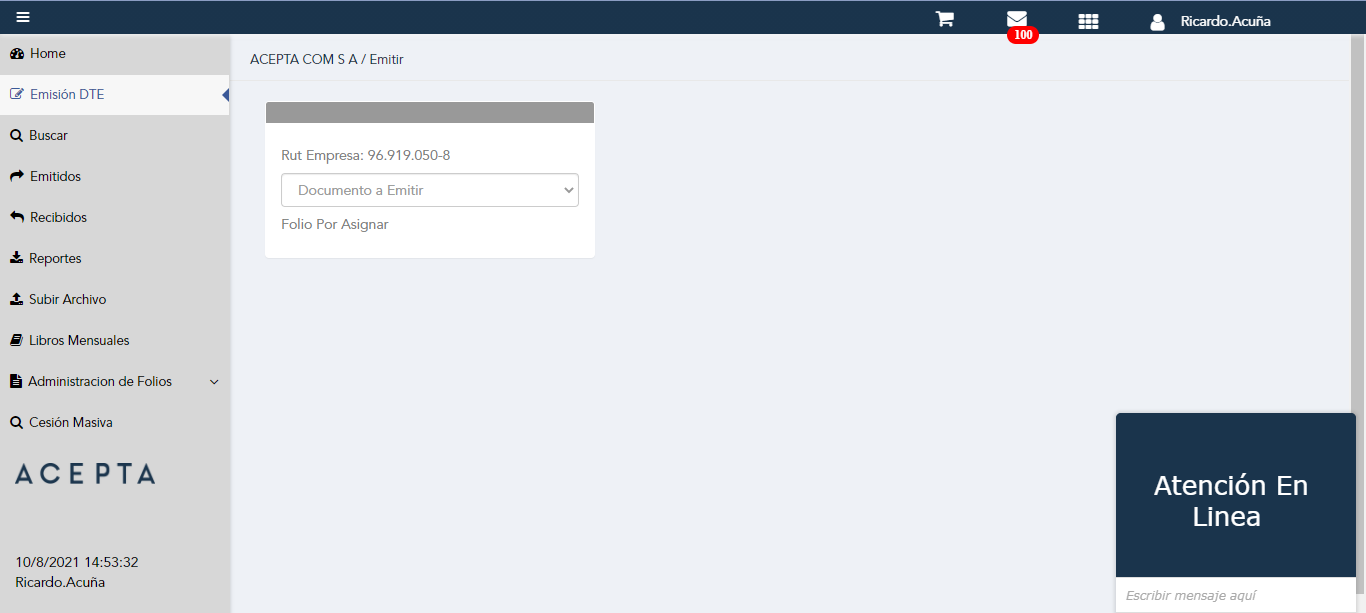 Ricardo.Acuña
100
Home
Emisión DTE
Buscar
Emitidos
Recibidos
Reportes
Subir Archivo
Libros Mensuales
Administracion de Folios
Cesión Masiva
ACEPTA
10/8/2021 14:53:32
Ricardo.Acuña
ACEPTA COM S A / Emitir
Rut Empresa: 96.919.050-8
Documento a Emitir
Folio Por Asignar
Atención En
Linea
Escribir mensaje aquí